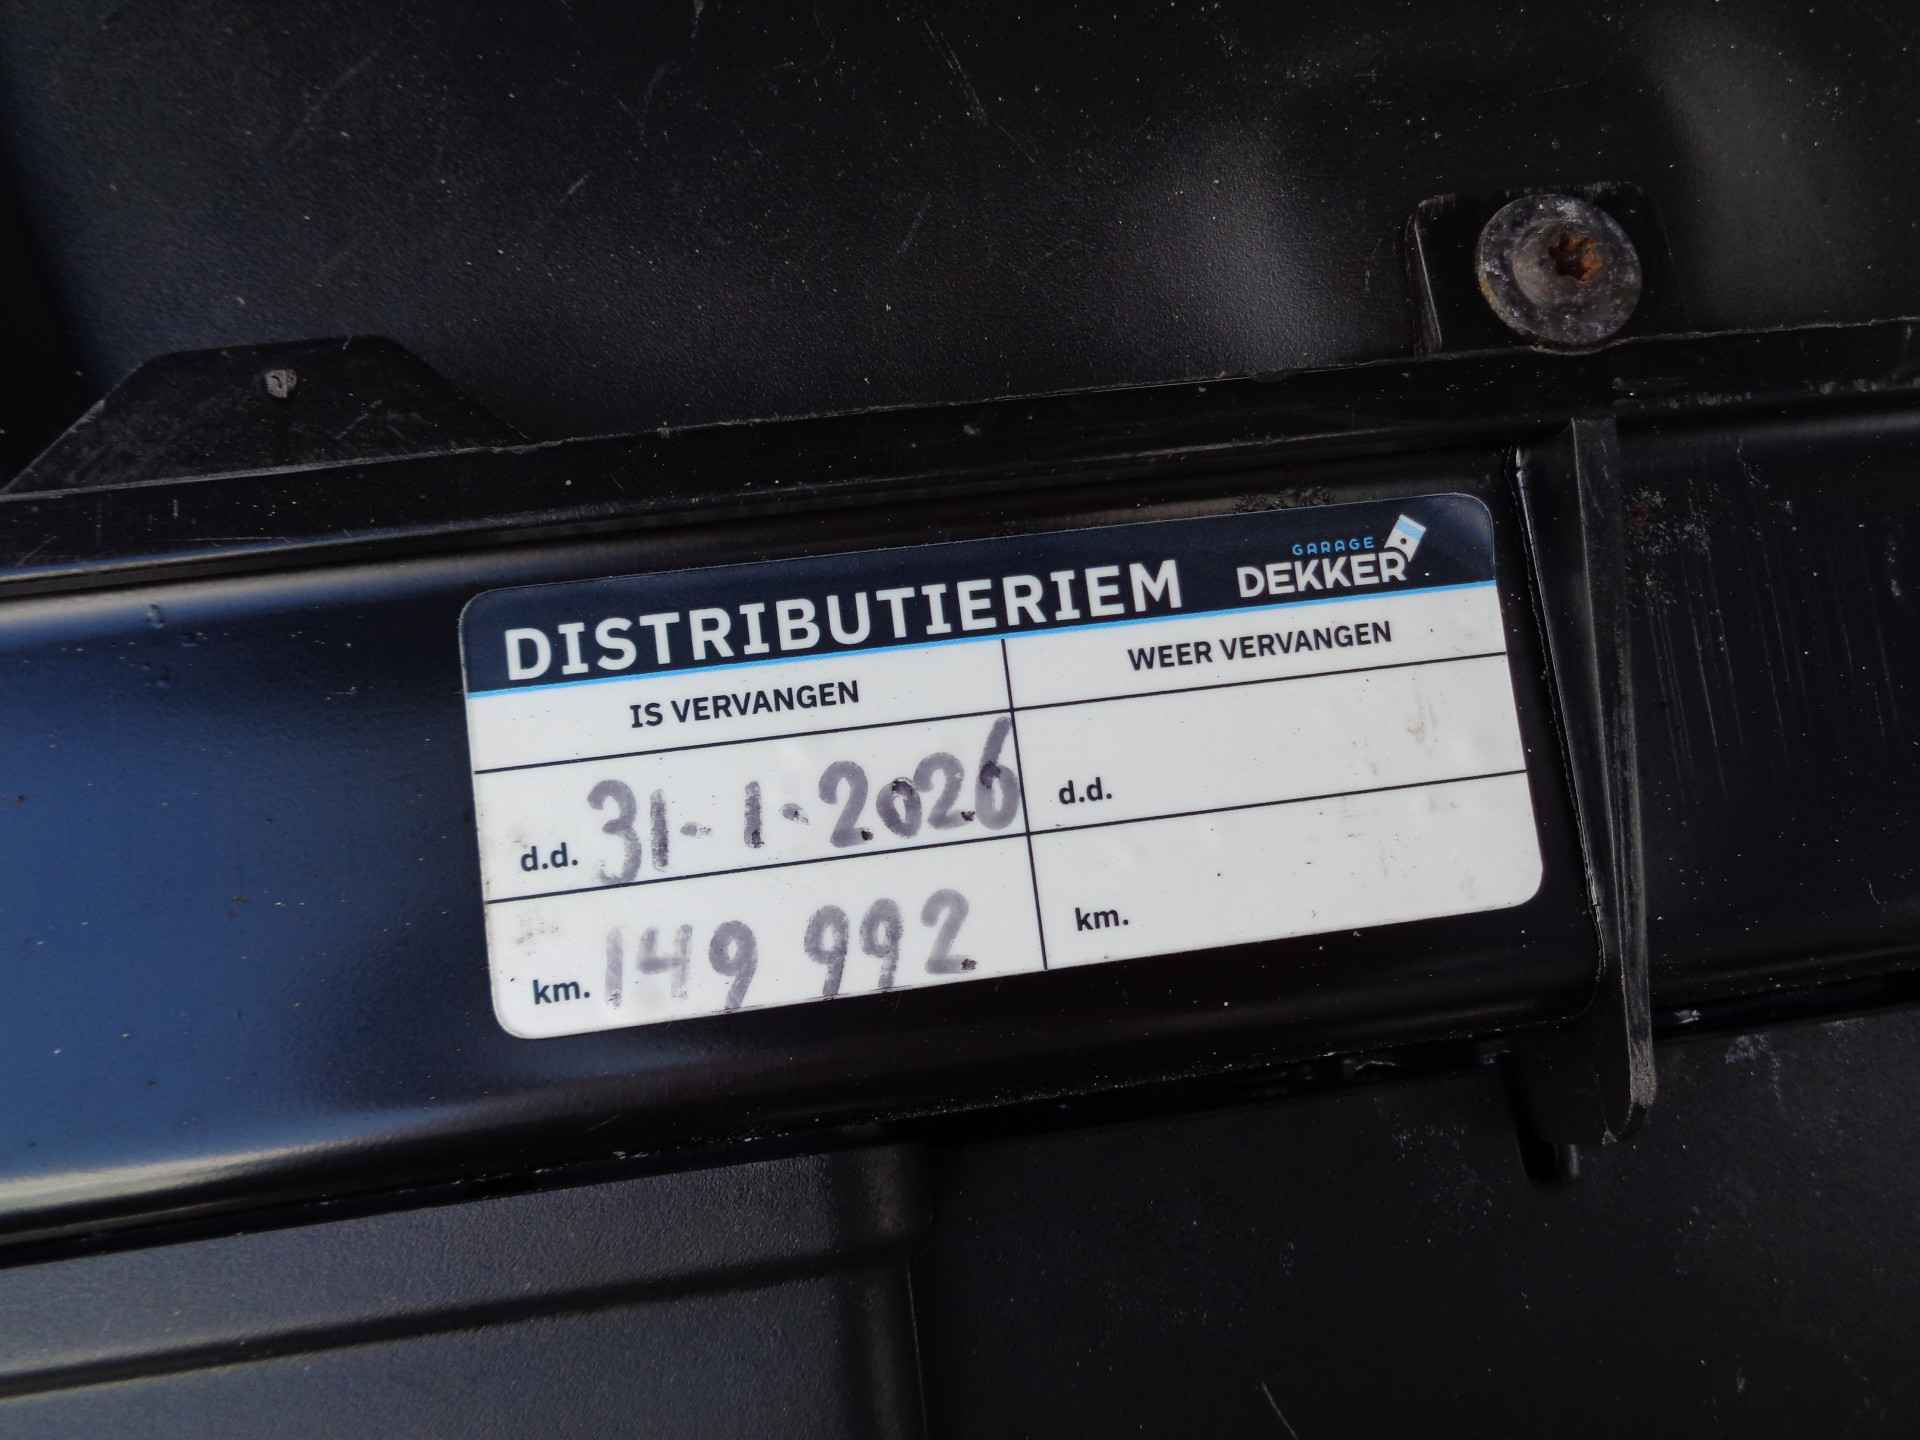 DISTRIBUTIERIEM GARAGE DEKKER
IS VERVANGEN WEER VERVANGEN
d.d. 31-1-2026 d.d.
km. 149 992 km.